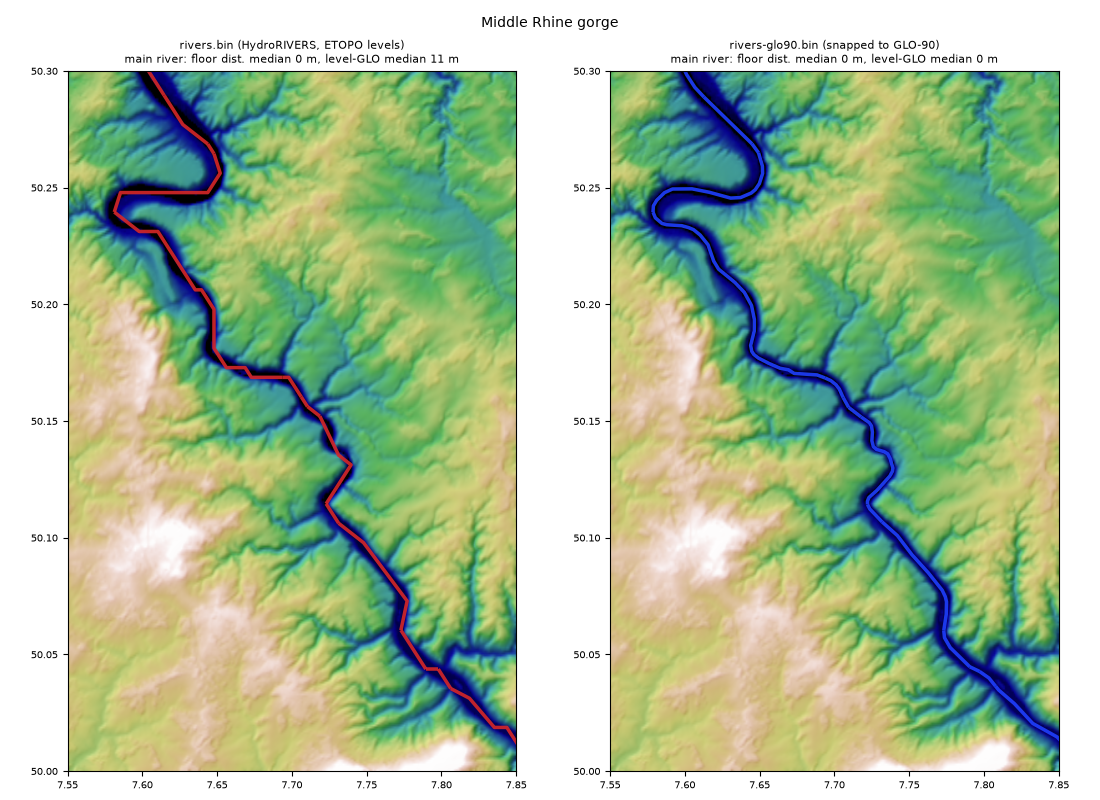 Middle Rhine gorge
rivers.bin (HydroRIVERS, ETOPO levels)
main river: floor dist. median 0 m, level-GLO median 11 m
50.30
50.25
50.20
50.15
50.10
50.05
50.00
7.55 7.60 7.65 7.70 7.75 7.80 7.85
rivers-glo90.bin (snapped to GLO-90)
main river: floor dist. median 0 m, level-GLO median 0 m
50.30
50.25
50.20
50.15
50.10
50.05
50.00
7.55 7.60 7.65 7.70 7.75 7.80 7.85